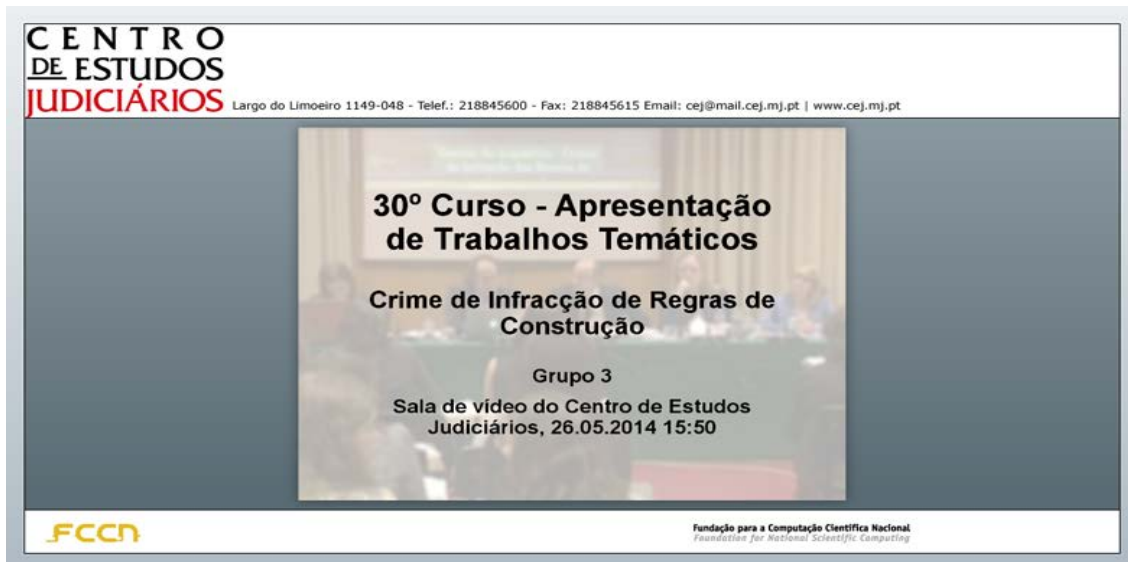 CENTRO
DE ESTUDOS
JUDICIÁRIOS
Largo do Limoeiro 1149-048 - Telef.: 218845600 - Fax: 218845615 Email: cej@mail.cej.mj.pt | www.cej.mj.pt
30º Curso - Apresentação
de Trabalhos Temáticos
Crime de Infracção de Regras de
Construção
Grupo 3
Sala de vídeo do Centro de Estudos
Judiciários, 26.05.2014 15:50
FCCN
Fundação para a Computação Científica Nacional
Foundation for National Scientific Computing